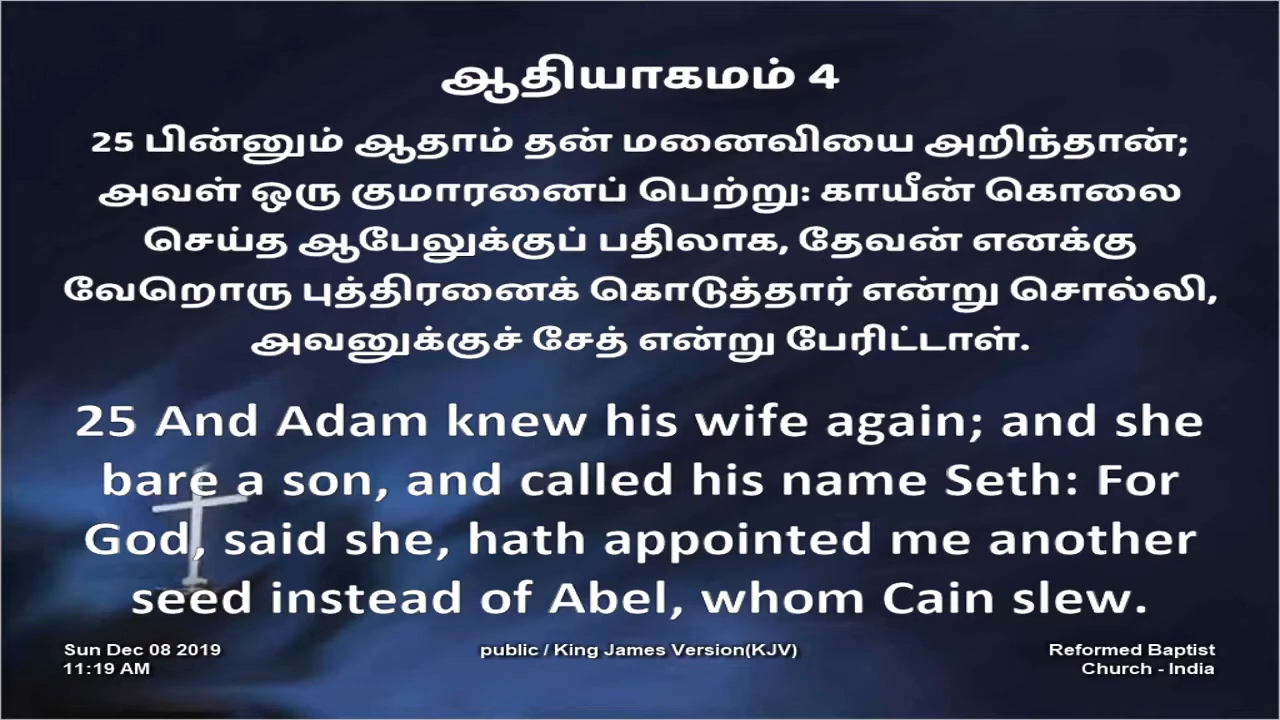 ஆதியாகமம் 4
25 பின்னும் ஆதாம் தன் மனைவியை அறிந்தான்;
அவள் ஒரு குமாரனைப் பெற்று: காயீன் கொலை
செய்த ஆபேலுக்குப் பதிலாக, தேவன் எனக்கு
வேறொரு புத்திரனைக் கொடுத்தார் என்று சொல்லி,
அவனுக்குச் சேத் என்று பேரிட்டாள்.
25 And Adam knew his wife again; and she
bare a son, and called his name Seth: For
God, said she, hath appointed me another
seed instead of Abel, whom Cain slew.
Sun Dec 08 2019
11:19 AM
public / King James Version(KJV)
Reformed Baptist
Church - India